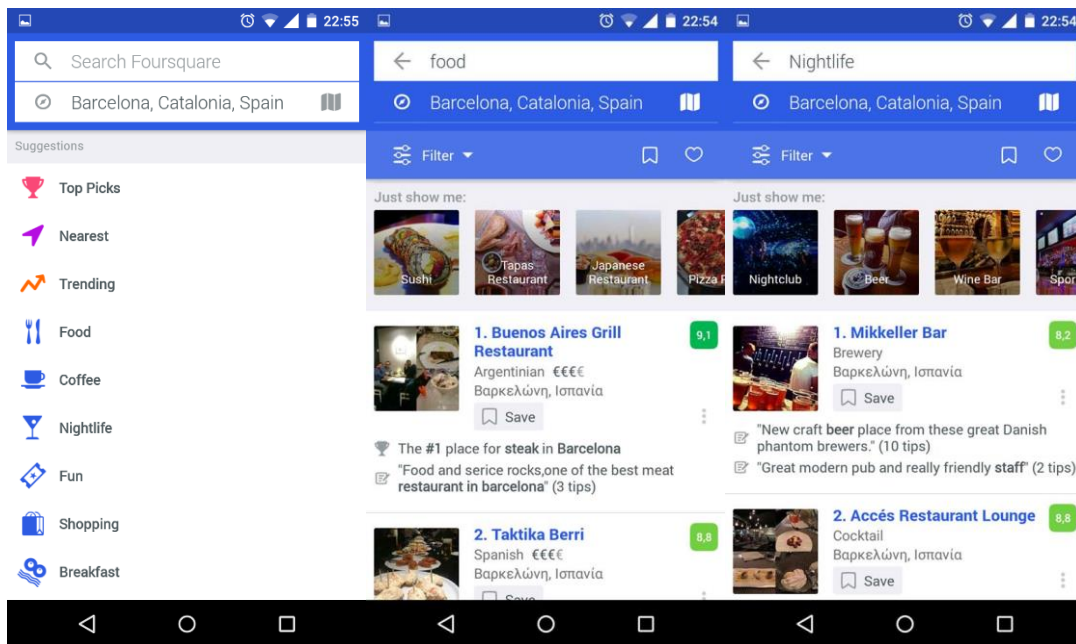 22:55
Search Foursquare
Barcelona, Catalonia, Spain
Suggestions
Top Picks
Nearest
Trending
Food
Coffee
Nightlife
Fun
Shopping
Breakfast
22:54
food
Barcelona, Catalonia, Spain
Filter
Just show me:
Sushi
Tapas
Restaurant
Japanese
Restaurant
Pizza P
1. Buenos Aires Grill
Restaurant
9,1
Argentinian €€€€
Βαρκελώνη, Ισπανία
Save
The #1 place for steak in Barcelona
"Food and serice rocks,one of the best meat
restaurant in barcelona" (3 tips)
2. Taktika Berri
8,8
Spanish €€€€
Βαρκελώνη, Ισπανία
Save
22:54
Nightlife
Barcelona, Catalonia, Spain
Filter
Just show me:
Nightclub
Beer
Wine Bar
Spor
1. Mikkeller Bar
8,2
Brewery
Βαρκελώνη, Ισπανία
Save
"New craft beer place from these great Danish
phantom brewers." (10 tips)
"Great modern pub and really friendly staff" (2 tips)
2. Accés Restaurant Lounge
8,8
Cocktail
Βαρκελώνη, Ισπανία
Save